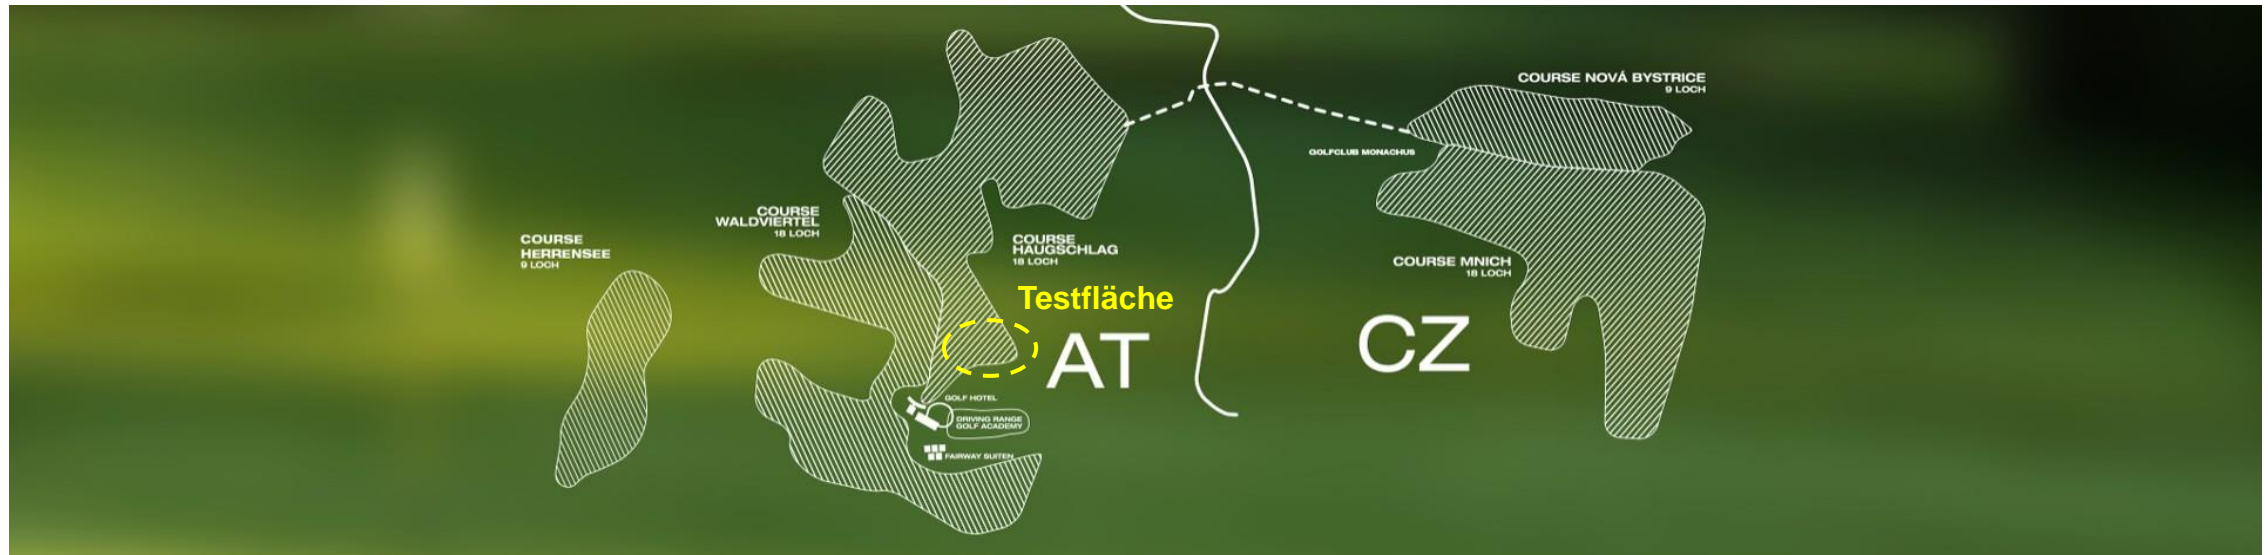 COURSE NOVÁ BYSTRICE
9 LOCH
GOLFCLUB MONACHUS
COURSE
WALDVIERTEL
18 LOCH
COURSE
HERRENSEE
9 LOCH
COURSE
HAUGSCHLAG
18 LOCH
COURSE MNICH
18 LOCH
Testfläche
AT
CZ
GOLF HOTEL
DRIVING RANGE
GOLF ACADEMY
FAIRWAY SUITEN